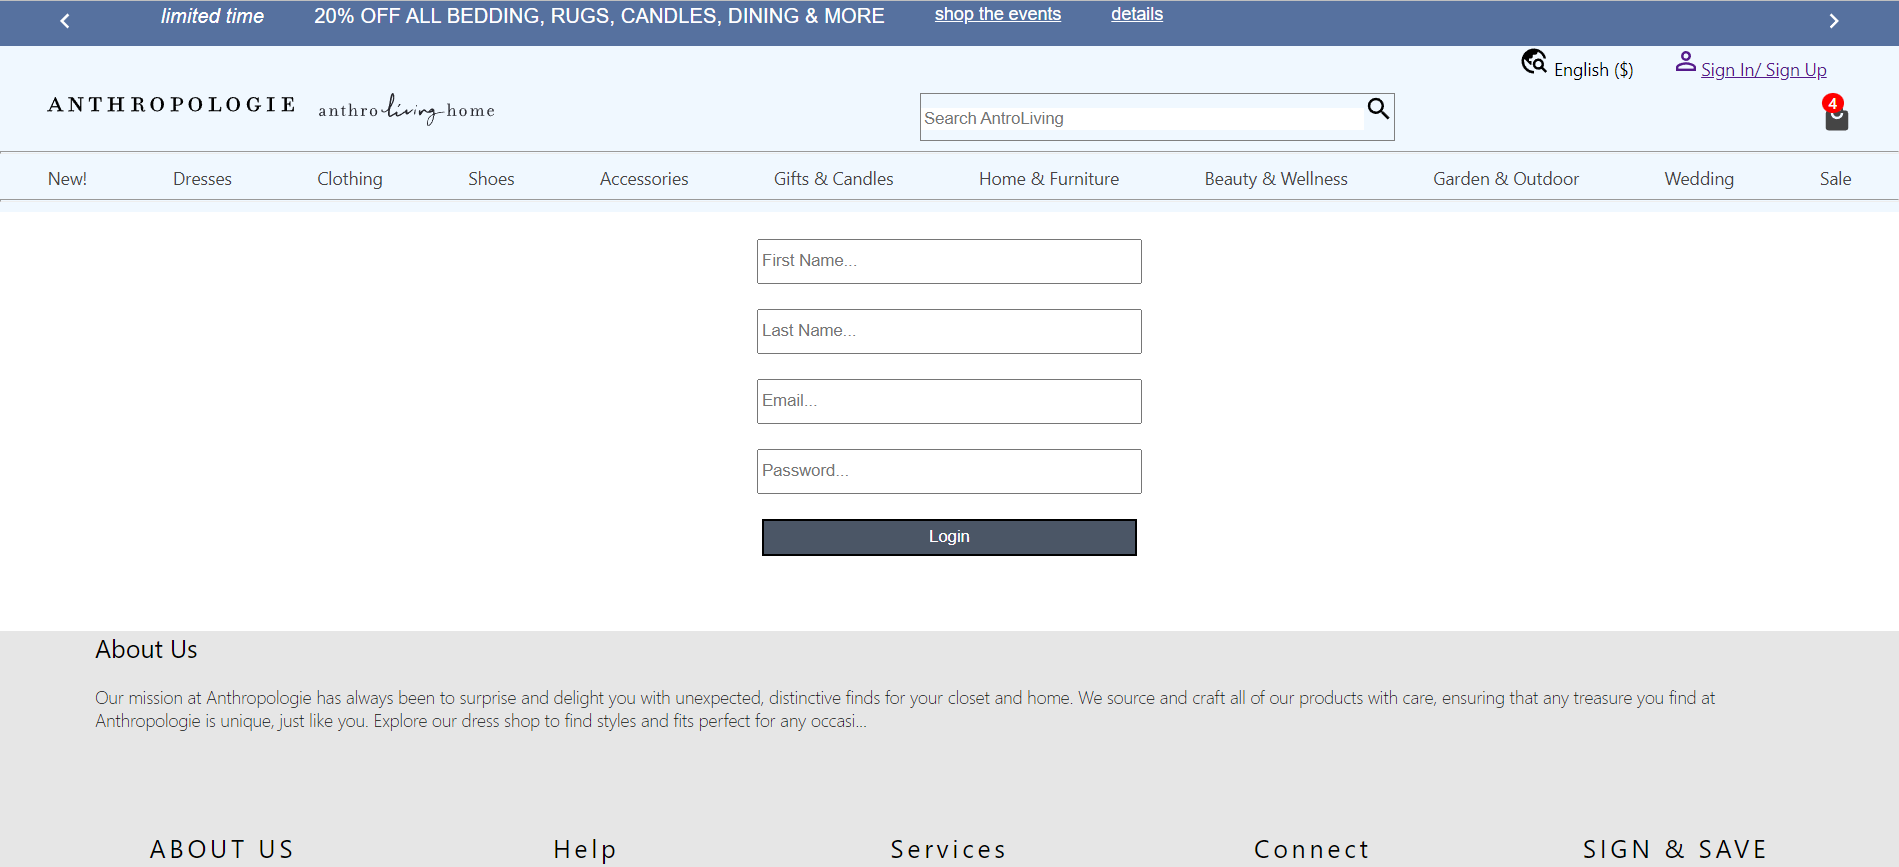 limited time 20% OFF ALL BEDDING, RUGS, CANDLES, DINING & MORE shop the events details
English ($) Sign In/ Sign Up
ANTHROPOLOGIE anthroliving home
Search AntroLiving
4
New! Dresses Clothing Shoes Accessories Gifts & Candles Home & Furniture Beauty & Wellness Garden & Outdoor Wedding Sale
First Name...
Last Name...
Email...
Password...
Login
About Us
Our mission at Anthropologie has always been to surprise and delight you with unexpected, distinctive finds for your closet and home. We source and craft all of our products with care, ensuring that any treasure you find at
Anthropologie is unique, just like you. Explore our dress shop to find styles and fits perfect for any occasi...
ABOUT US Help Services Connect SIGN & SAVE